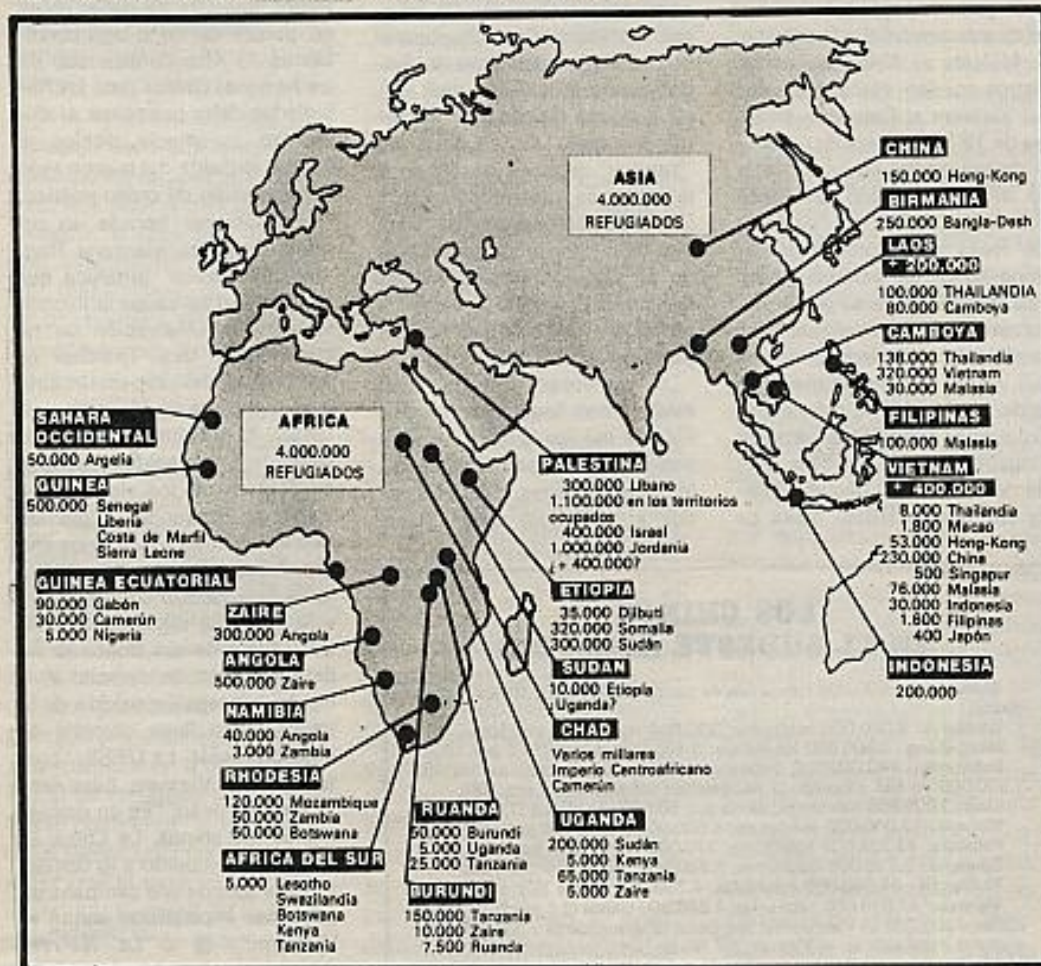 ASIA
4.000.000
REFUGIADOS
CHINA
150.000 Hong-Kong
BIRMANIA
250.000 Bangla-Desh
LAOS
+ 200.000
100.000 THAILANDIA
80.000 Camboya
CAMBOYA
138.000 Thailandia
320.000 Vietnam
30.000 Malasia
FILIPINAS
100.000 Malasia
VIETNAM
+ 400.000
8.000 Thailandia
1.800 Macao
53.000 Hong-Kong
230.000 China
500 Singapur
76.000 Malasia
30.000 Indonesia
1.600 Filipinas
400 Japón
INDONESIA
200.000
AFRICA
4.000.000
REFUGIADOS
SAHARA
OCCIDENTAL
50.000 Argelia
GUINEA
500.000 Senegal
Liberia
Costa de Marfil
Sierra Leone
GUINEA ECUATORIAL
90.000 Gabón
30.000 Camerún
5.000 Nigeria
ZAIRE
300.000 Angola
ANGOLA
500.000 Zaire
NAMIBIA
40.000 Angola
3.000 Zambia
RHODESIA
120.000 Mozambique
50.000 Zambia
50.000 Botswana
AFRICA DEL SUR
5.000 Lesotho
Swazilandia
Botswana
Kenya
Tanzania
RUANDA
50.000 Burundi
5.000 Uganda
25.000 Tanzania
BURUNDI
150.000 Tanzania
10.000 Zaire
7.500 Ruanda
PALESTINA
300.000 Libano
1.100.000 en los territorios
ocupados
400.000 Israel
1.000.000 Jordania
¿+ 400.000?
ETIOPIA
35.000 Djibuti
320.000 Somalia
300.000 Sudán
SUDAN
10.000 Etiopia
¿Uganda?
CHAD
Varios millares
Imperio Centroafricano
Camerún
UGANDA
200.000 Sudán
5.000 Kenya
65.000 Tanzania
5.000 Zaire